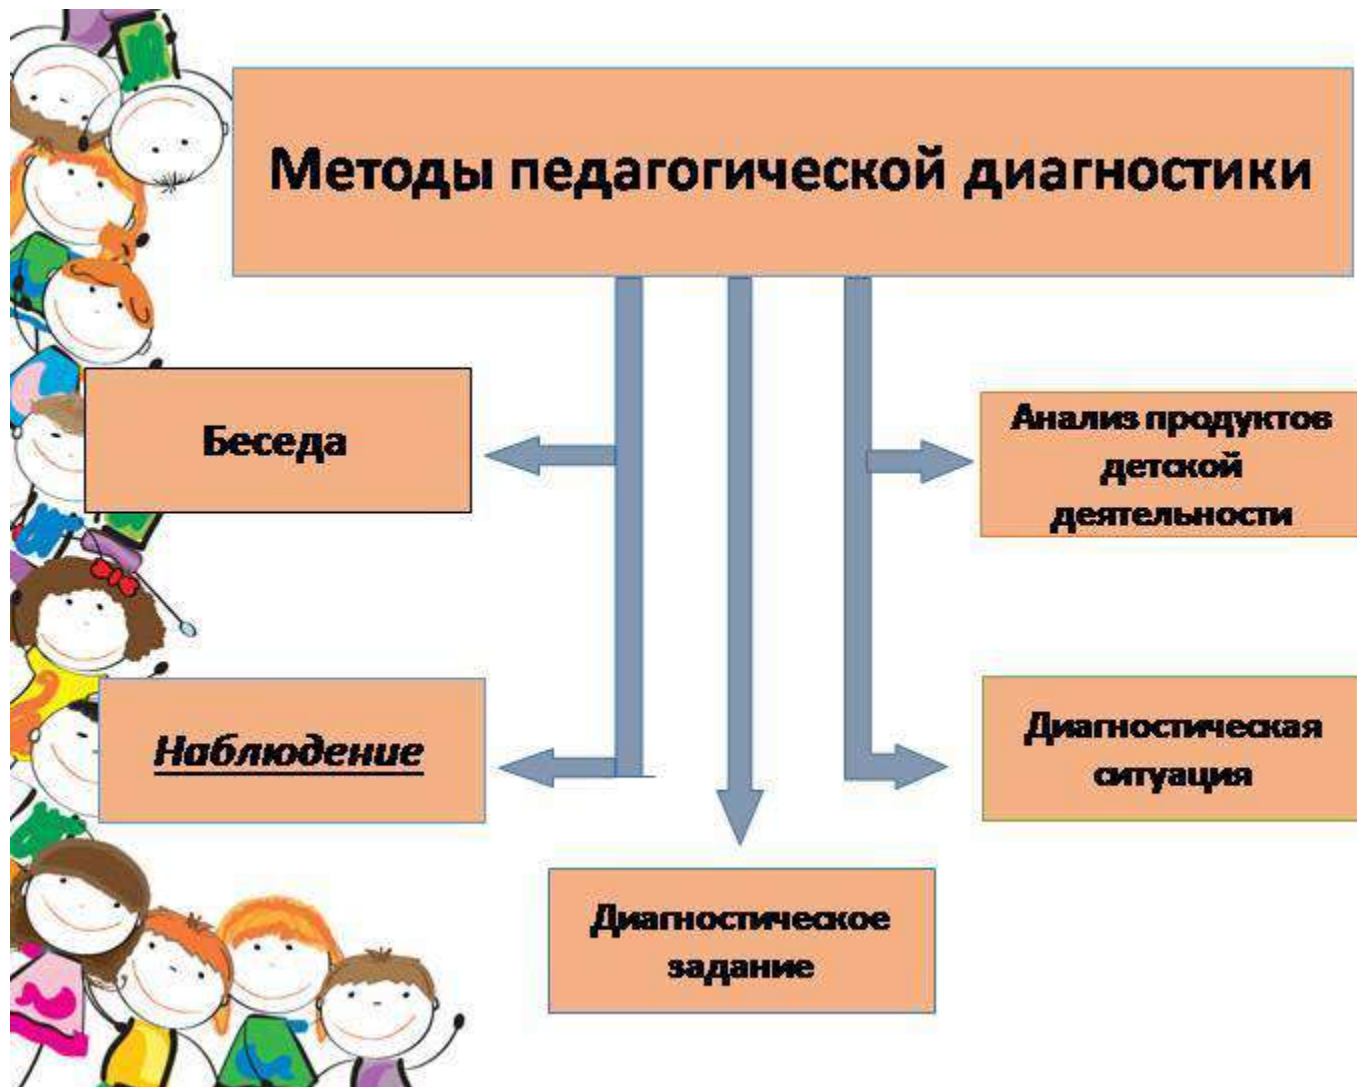 Методы педагогической диагностики
Беседа
Анализ продуктов
детской
деятельности
Наблюдение
Диагностическая
ситуация
Диагностическое
задание